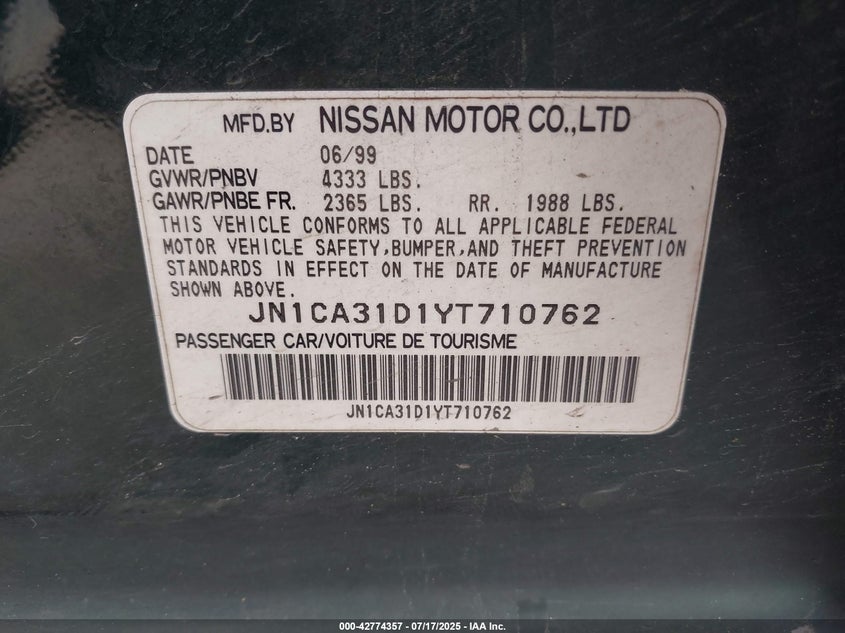 MFD.BY NISSAN MOTOR CO.,LTD
DATE 06/99
GVWR/PNBV 4333 LBS.
GAWR/PNBE FR. 2365 LBS. RR. 1988 LBS.
THIS VEHICLE CONFORMS TO ALL APPLICABLE FEDERAL
MOTOR VEHICLE SAFETY,BUMPER,AND THEFT PREVENTION
STANDARDS IN EFFECT ON THE DATE OF MANUFACTURE
SHOWN ABOVE.
JN1CA31D1YT710762
PASSENGER CAR/VOITURE DE TOURISME
JN1CA31D1YT710762
000-42774357 - 07/17/2025 - IAA Inc.